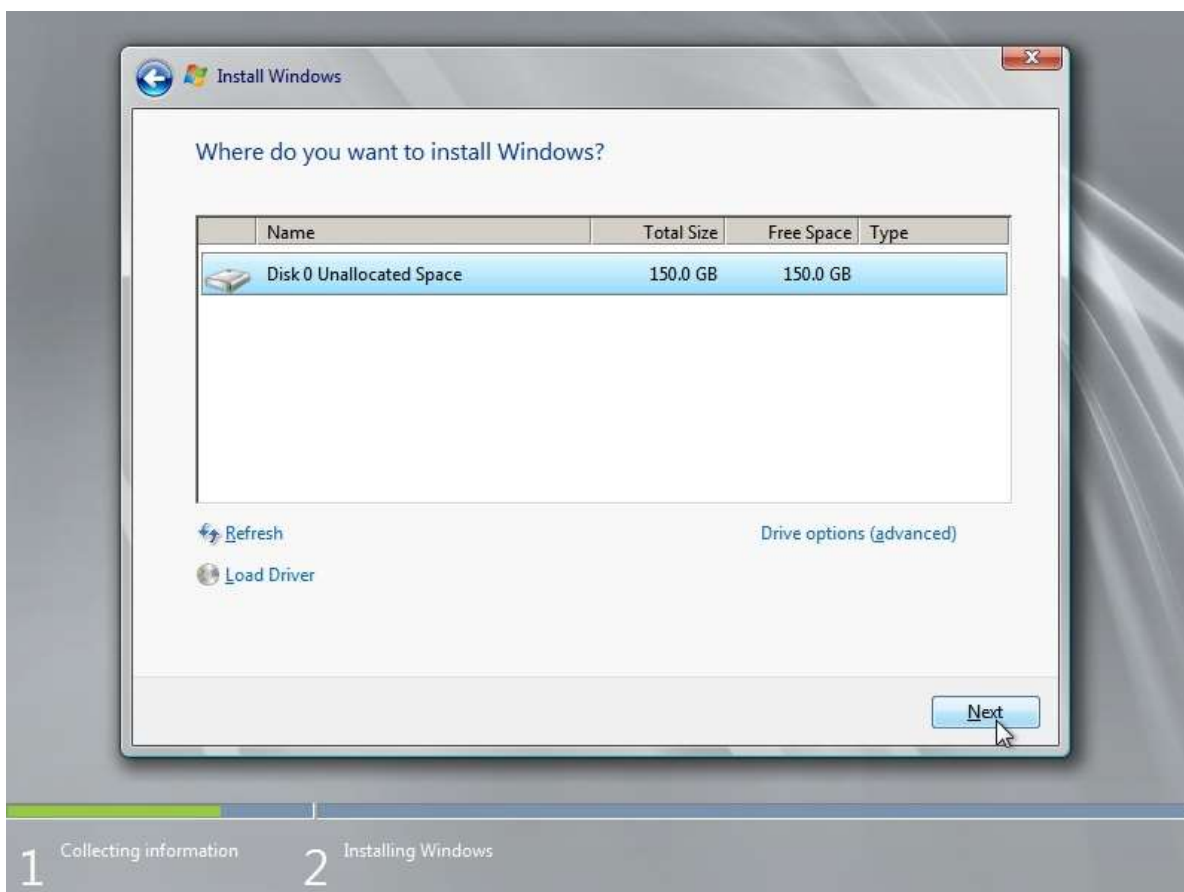 Install Windows
Where do you want to install Windows?
Name Total Size Free Space Type
Disk 0 Unallocated Space 150.0 GB 150.0 GB
Refresh Drive options (advanced)
Load Driver
Next
1 Collecting information 2 Installing Windows